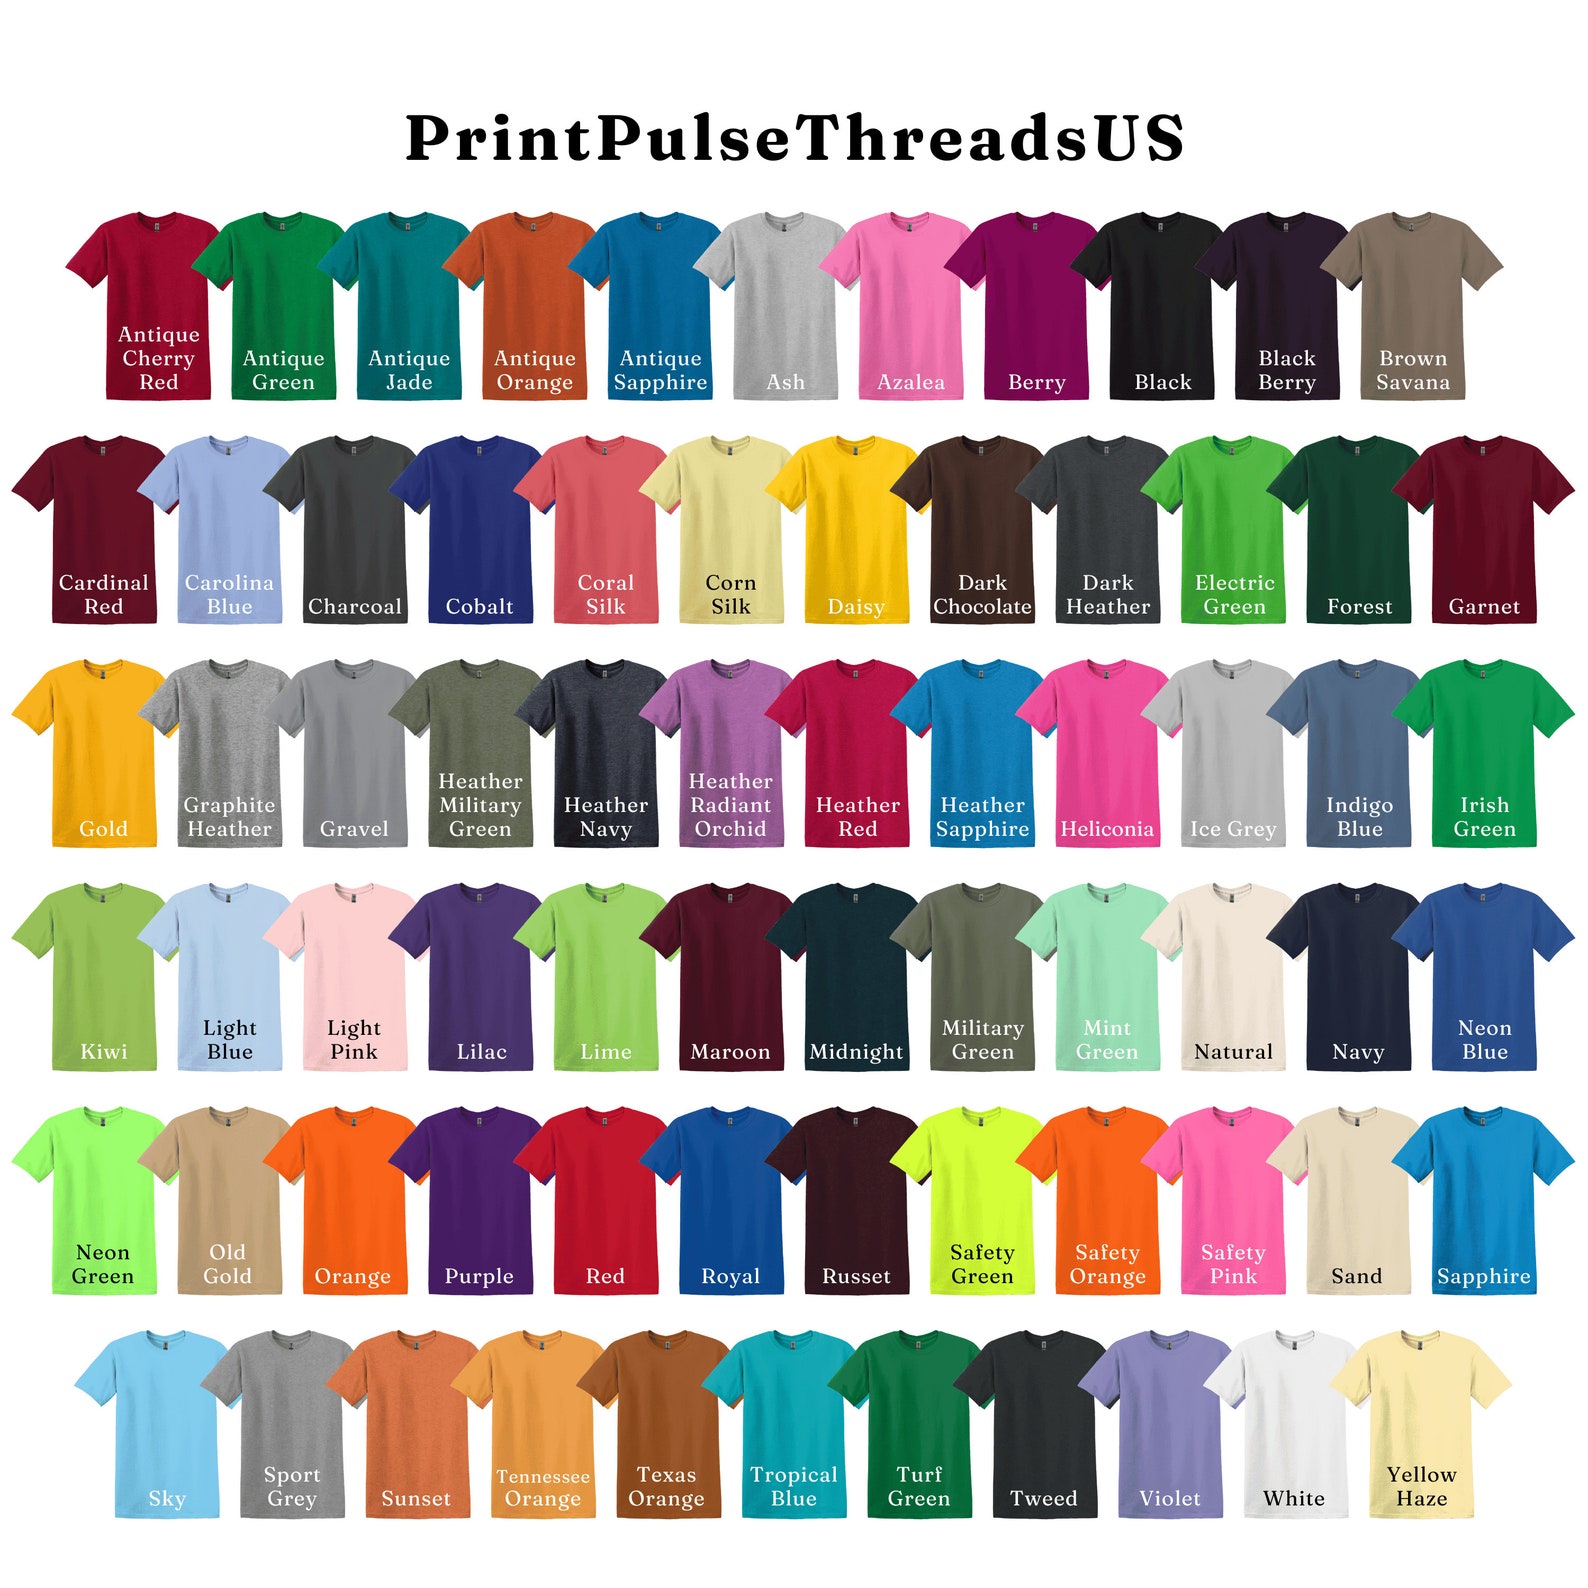 PrintPulseThreadsUS
Antique
Cherry
Red
Antique
Green
Antique
Jade
Antique
Orange
Antique
Sapphire
Ash
Azalea
Berry
Black
Black
Berry
Brown
Savana
Cardinal
Red
Carolina
Blue
Charcoal
Cobalt
Coral
Silk
Corn
Silk
Daisy
Dark
Chocolate
Dark
Heather
Electric
Green
Forest
Garnet
Gold
Graphite
Heather
Gravel
Heather
Military
Green
Heather
Navy
Heather
Radiant
Orchid
Heather
Red
Heather
Sapphire
Heliconia
Ice Grey
Indigo
Blue
Irish
Green
Kiwi
Light
Blue
Light
Pink
Lilac
Lime
Maroon
Midnight
Military
Green
Mint
Green
Natural
Navy
Neon
Blue
Neon
Green
Old
Gold
Orange
Purple
Red
Royal
Russet
Safety
Green
Safety
Orange
Safety
Pink
Sand
Sapphire
Sky
Sport
Grey
Sunset
Tennessee
Orange
Texas
Orange
Tropical
Blue
Turf
Green
Tweed
Violet
White
Yellow
Haze